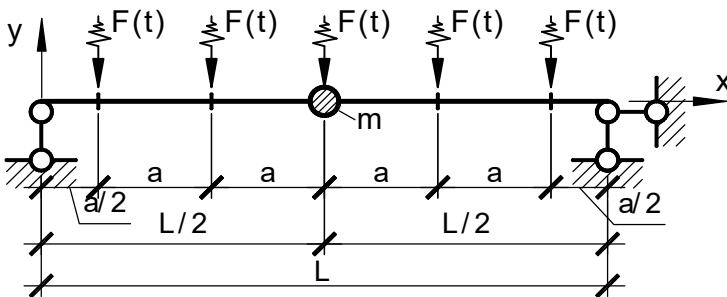 F(t) F(t) F(t) F(t) F(t)
y
x
m
a a a a
a/2 a/2
L/2 L/2
L